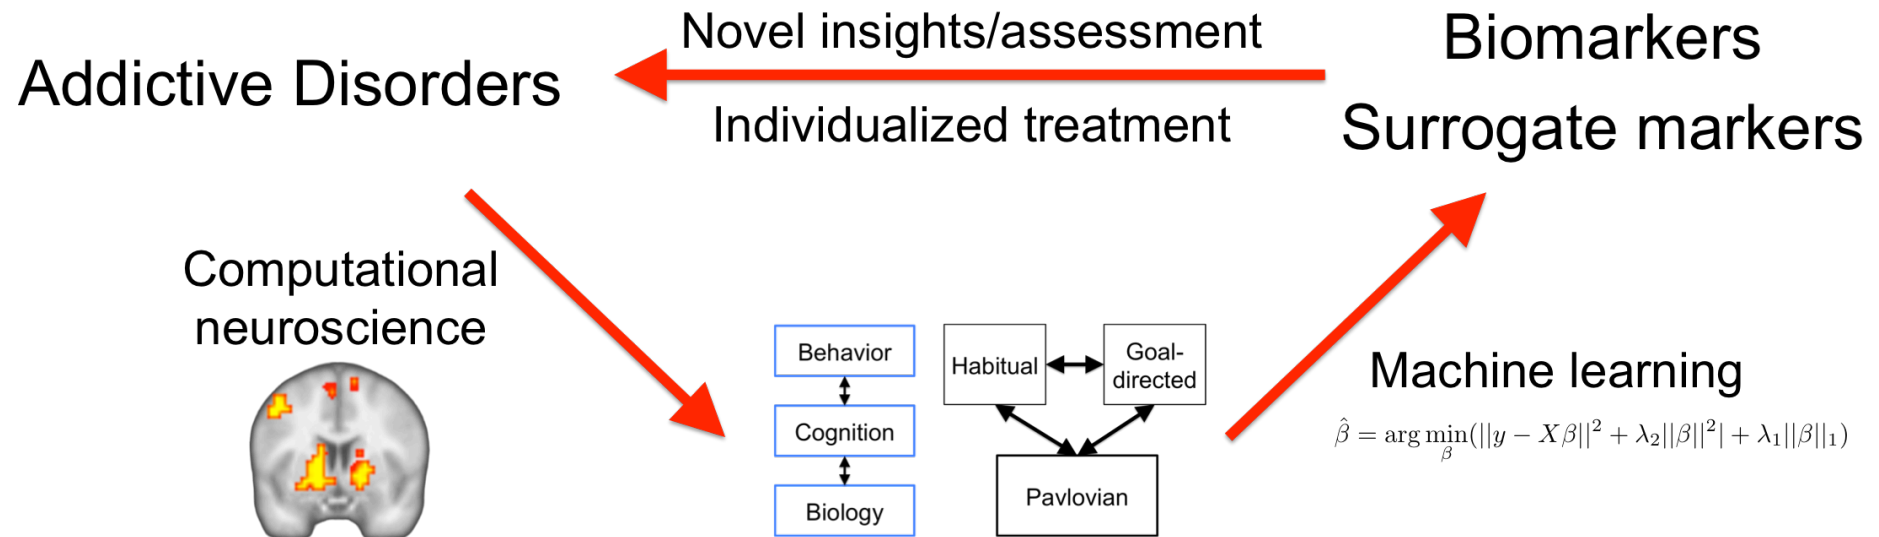 Addictive Disorders
Novel insights/assessment
Individualized treatment
Biomarkers
Surrogate markers
Computational
neuroscience
Behavior
Cognition
Biology
Habitual
Goal-
directed
Pavlovian
Machine learning
β̂ = arg min(||y − Xβ||² + λ₂||β||²| + λ₁||β||₁)
β